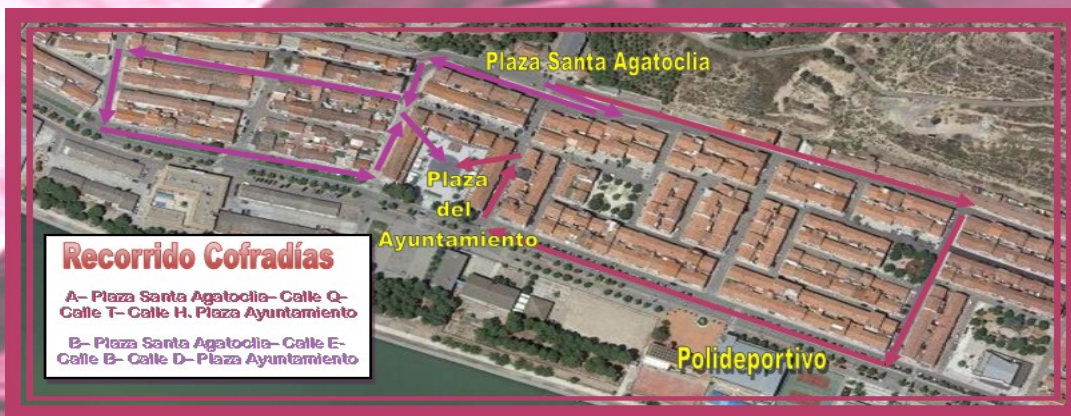 Plaza Santa Agatoclia
Plaza
del
Ayuntamiento
Recorrido Cofradías
A– Plaza Santa Agatoclia– Calle Q–
Calle T– Calle H. Plaza Ayuntamiento
B– Plaza Santa Agatoclia– Calle E–
Calle B– Calle D– Plaza Ayuntamiento
Polideportivo